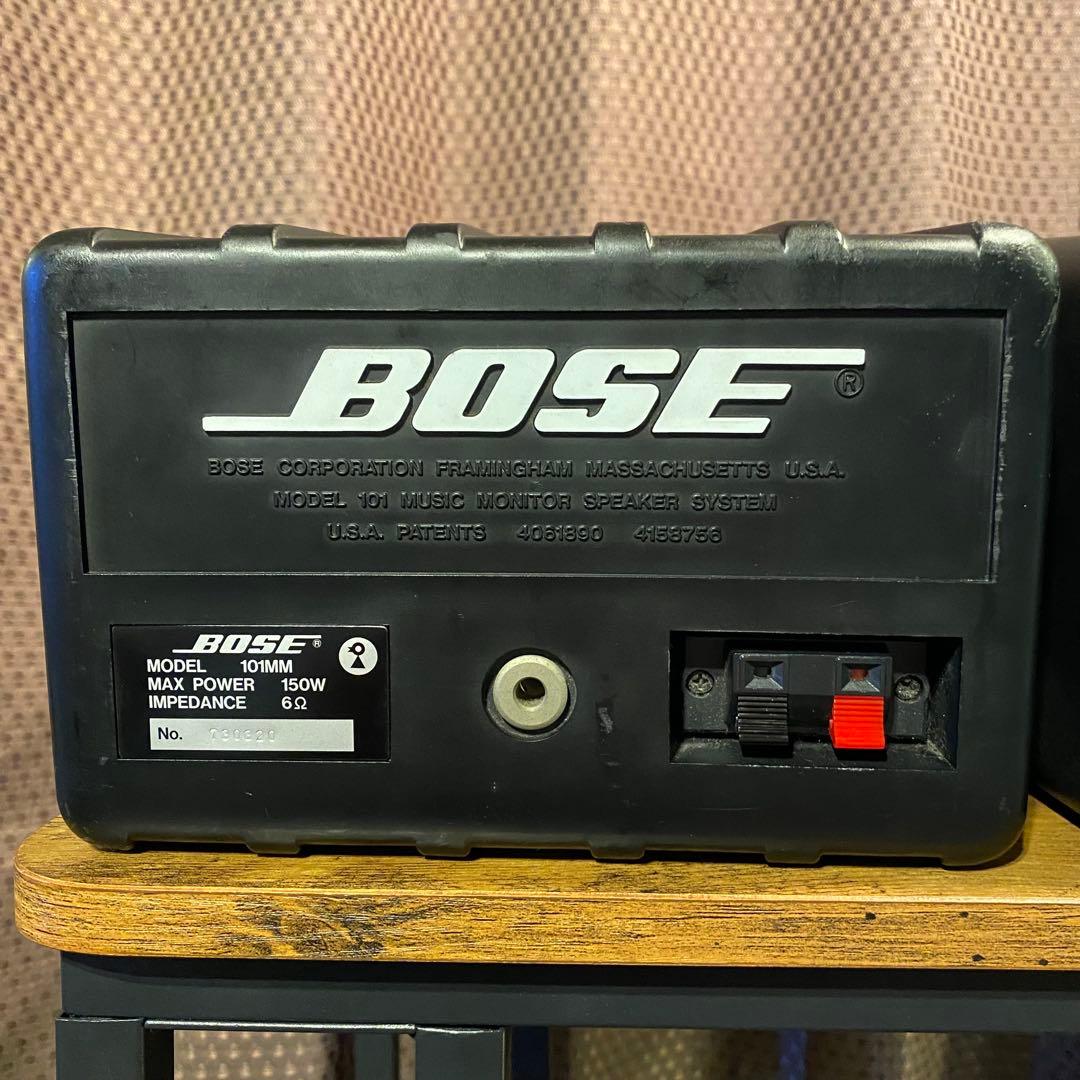 BOSE®
BOSE CORPORATION FRAMINGHAM MASSACHUSETTS U.S.A.
MODEL 101 MUSIC MONITOR SPEAKER SYSTEM
U.S.A. PATENTS 4061890 4158756
BOSE®
MODEL 101MM
MAX POWER 150W
IMPEDANCE 6Ω
No.